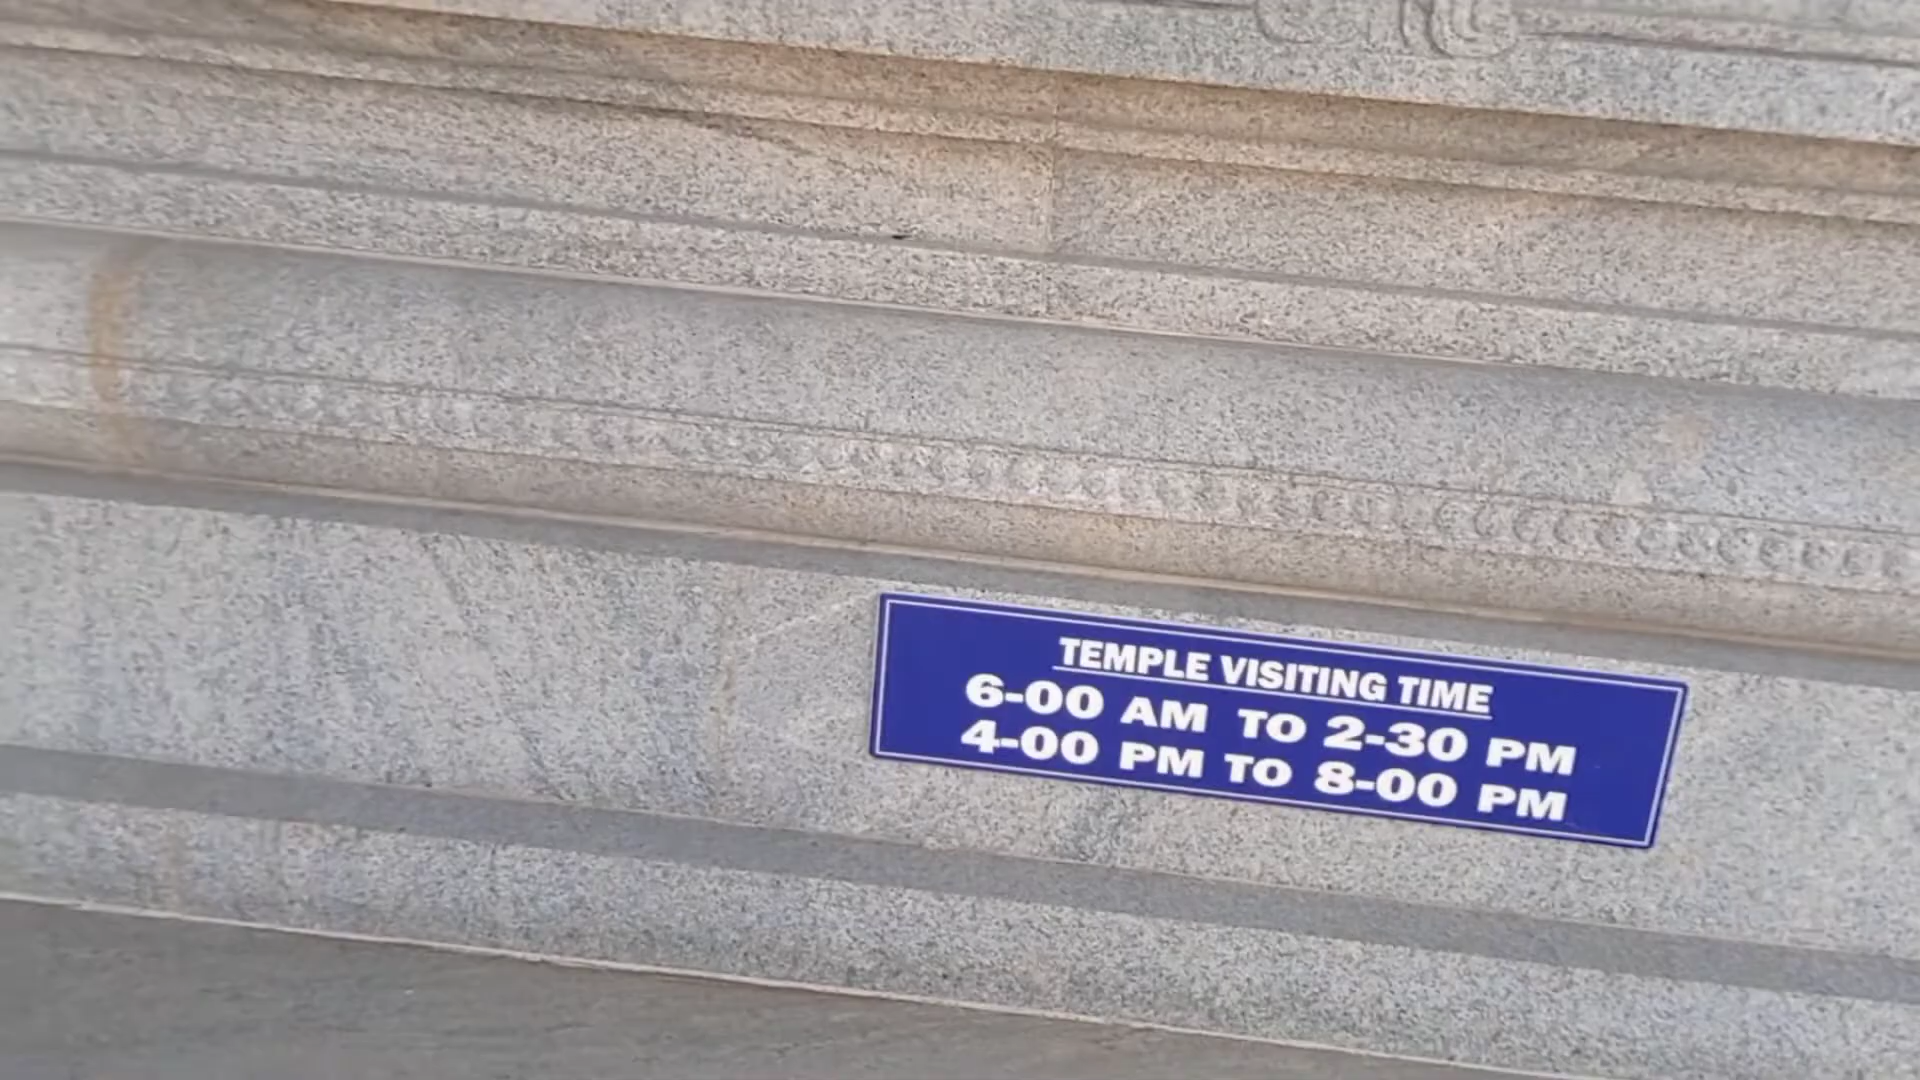 TEMPLE VISITING TIME
6-00 AM TO 2-30 PM
4-00 PM TO 8-00 PM